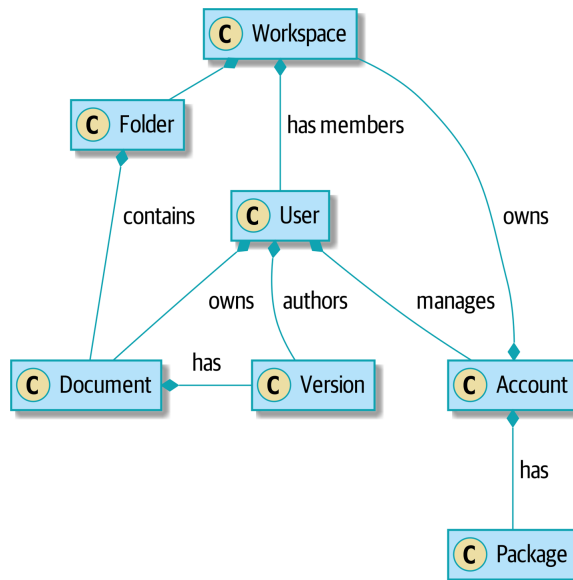 C Workspace
C Folder
has members
C User
contains
owns
owns
authors
manages
C Document
has
C Version
C Account
has
C Package